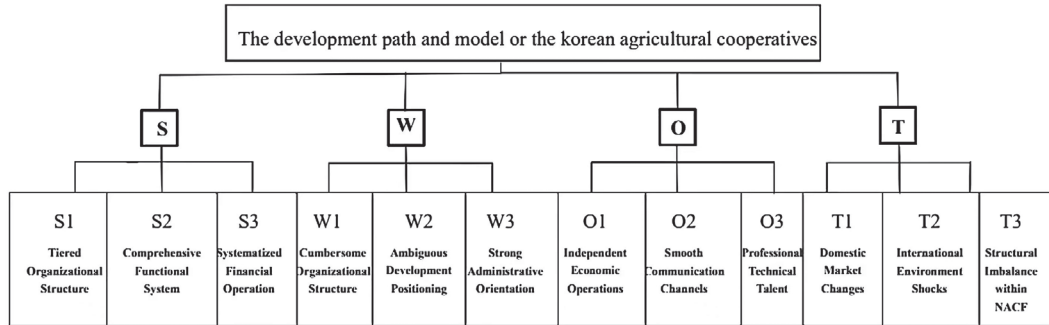 The development path and model or the korean agricultural cooperatives
S
W
O
T
S1
Tiered
Organizational
Structure
S2
Comprehensive
Functional
System
S3
Systematized
Financial
Operation
W1
Cumbersome
Organizational
Structure
W2
Ambiguous
Development
Positioning
W3
Strong
Administrative
Orientation
O1
Independent
Economic
Operations
O2
Smooth
Communication
Channels
O3
Professional
Technical
Talent
T1
Domestic
Market
Changes
T2
International
Environment
Shocks
T3
Structural
Imbalance
within
NACF